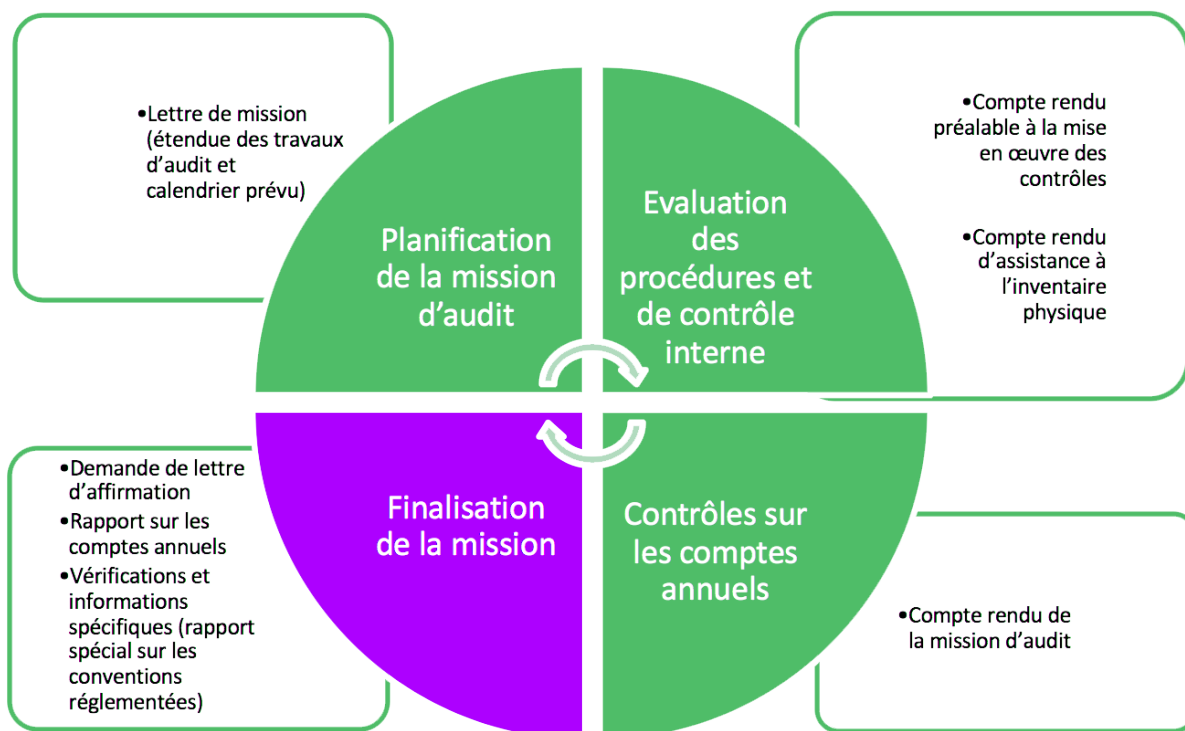 •Lettre de mission
(étendue des travaux
d’audit et
calendrier prévu)
Planification
de la mission
d’audit
Evaluation
des
procédures et
de contrôle
interne
•Compte rendu
préalable à la mise
en œuvre des
contrôles
•Compte rendu
d’assistance à
l’inventaire
physique
•Demande de lettre
d’affirmation
•Rapport sur les
comptes annuels
•Vérifications et
informations
spécifiques (rapport
spécial sur les
conventions
réglementées)
Finalisation
de la mission
Contrôles sur
les comptes
annuels
•Compte rendu de
la mission d’audit